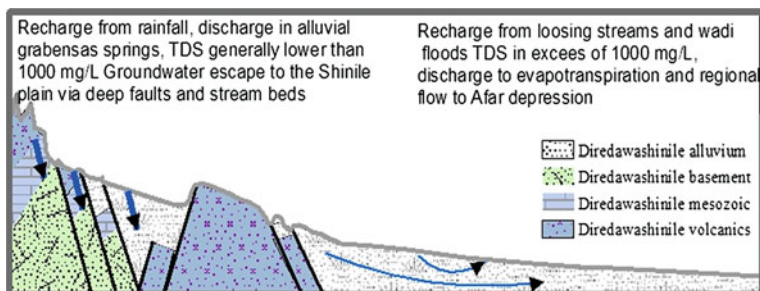 Recharge from rainfall, discharge in alluvial
grabensas springs, TDS generally lower than
1000 mg/L Groundwater escape to the Shinile
plain via deep faults and stream beds
Recharge from loosing streams and wadi
floods TDS in excees of 1000 mg/L,
discharge to evapotranspiration and regional
flow to Afar depression
Diredawashinile alluvium
Diredawashinile basement
Diredawashinile mesozoic
Diredawashinile volcanics